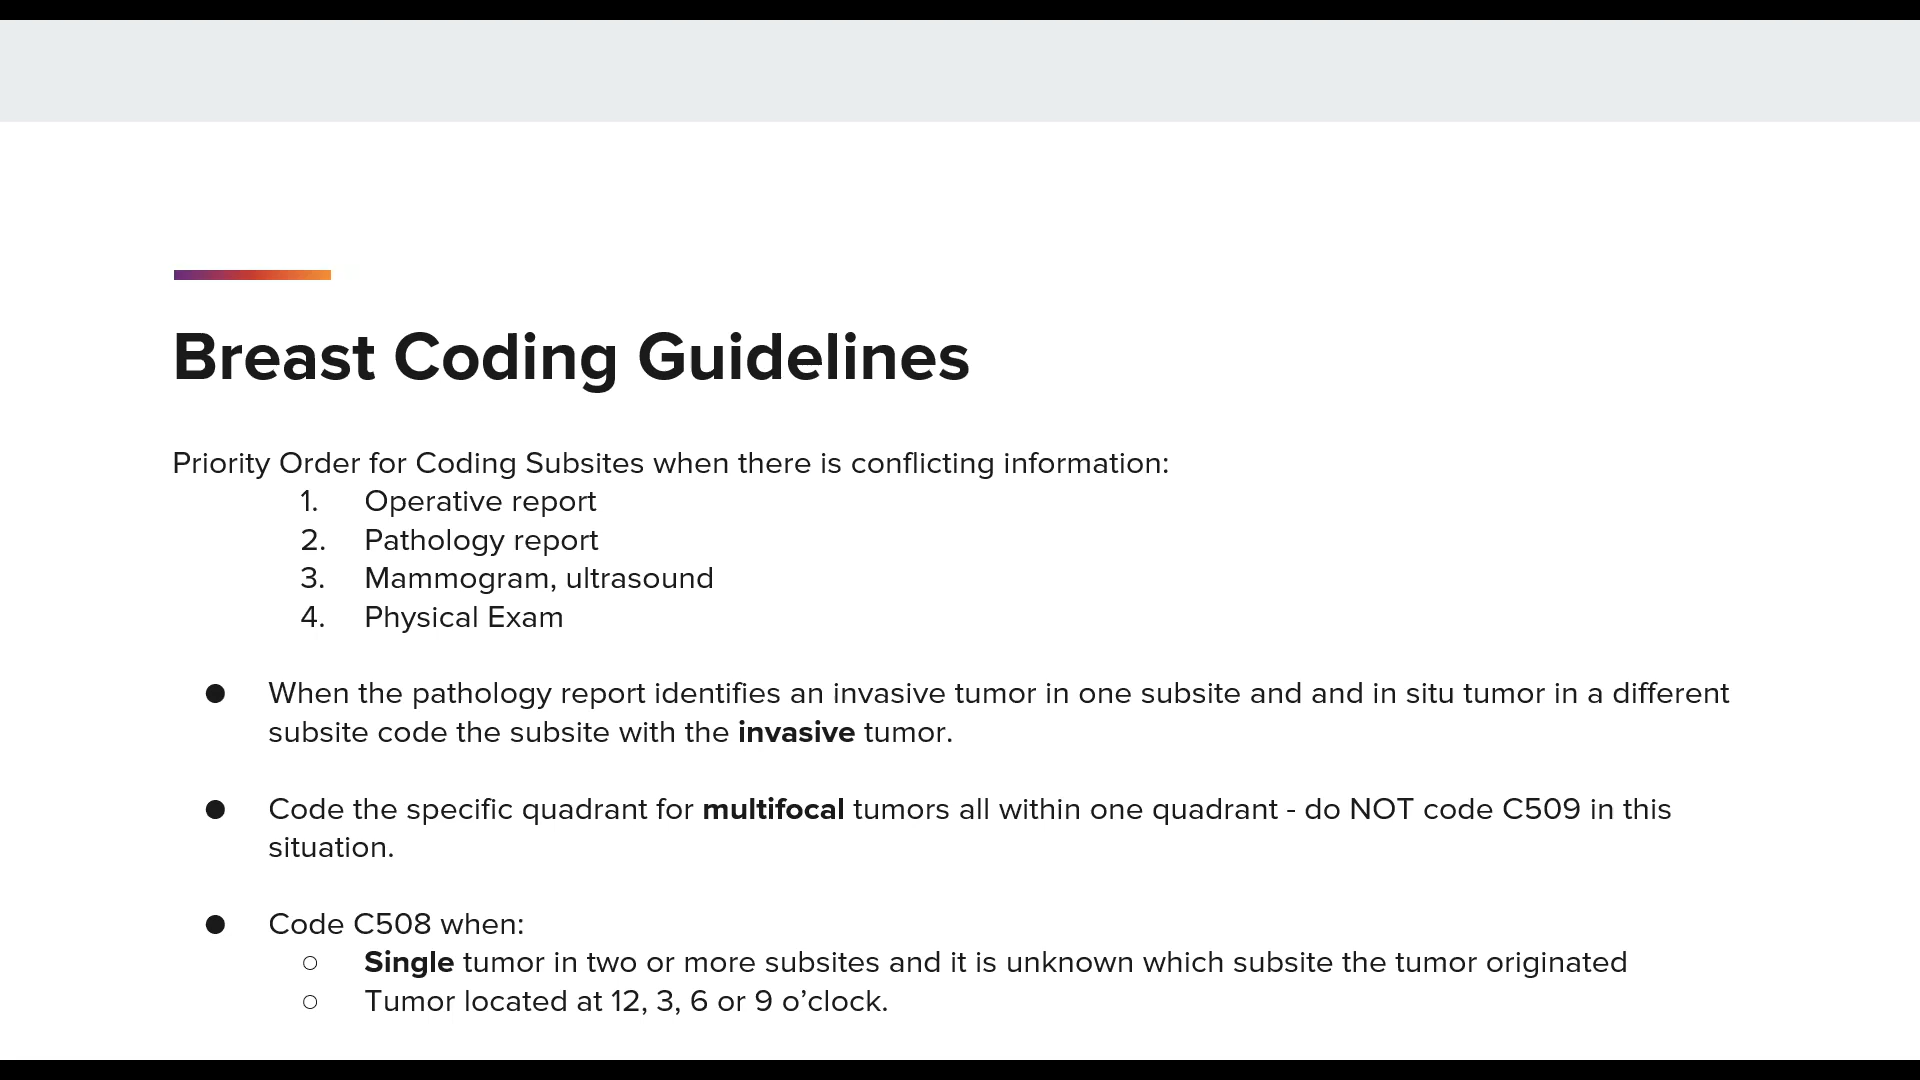 Breast Coding Guidelines
Priority Order for Coding Subsites when there is conflicting information:
1. Operative report
2. Pathology report
3. Mammogram, ultrasound
4. Physical Exam
● When the pathology report identifies an invasive tumor in one subsite and and in situ tumor in a different
subsite code the subsite with the invasive tumor.
● Code the specific quadrant for multifocal tumors all within one quadrant - do NOT code C509 in this
situation.
● Code C508 when:
○ Single tumor in two or more subsites and it is unknown which subsite the tumor originated
○ Tumor located at 12, 3, 6 or 9 o’clock.